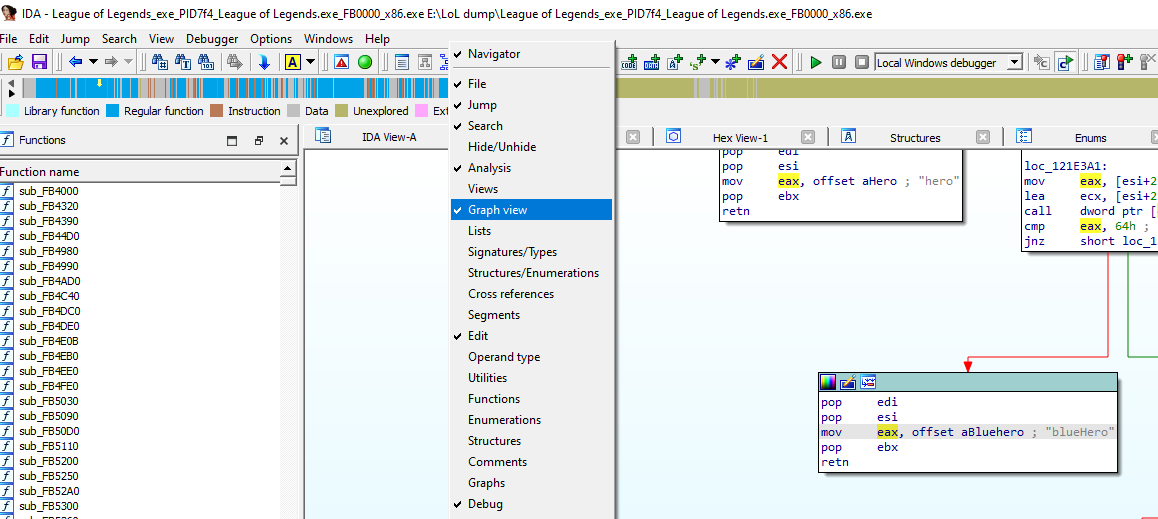 IDA - League of Legends_exe_PID7f4_League of Legends.exe_FB0000_x86.exe E:\LoL dump\League of Legends_exe_PID7f4_League of Legends.exe_FB0000_x86.exe
File Edit Jump Search View Debugger Options Windows Help
Local Windows debugger
Library function Regular function Instruction Data Unexplored Ext
Functions
Function name
sub_FB4000
sub_FB4320
sub_FB4390
sub_FB44D0
sub_FB4980
sub_FB4990
sub_FB4AD0
sub_FB4C40
sub_FB4DC0
sub_FB4DE0
sub_FB4E0B
sub_FB4EB0
sub_FB4EE0
sub_FB4FE0
sub_FB5030
sub_FB5090
sub_FB50D0
sub_FB5110
sub_FB5200
sub_FB5250
sub_FB52A0
sub_FB5300
IDA View-A
Navigator
File
Jump
Search
Hide/Unhide
Analysis
Views
Graph view
Lists
Signatures/Types
Structures/Enumerations
Cross references
Segments
Edit
Operand type
Utilities
Functions
Enumerations
Structures
Comments
Graphs
Debug
Hex View-1
Structures
Enums
pop edi
pop esi
mov eax, offset aHero ; "hero"
pop ebx
retn
loc_121E3A1:
mov eax, [esi+2
lea ecx, [esi+2
call dword ptr [
cmp eax, 64h ;
jnz short loc_1
pop edi
pop esi
mov eax, offset aBluehero ; "blueHero"
pop ebx
retn